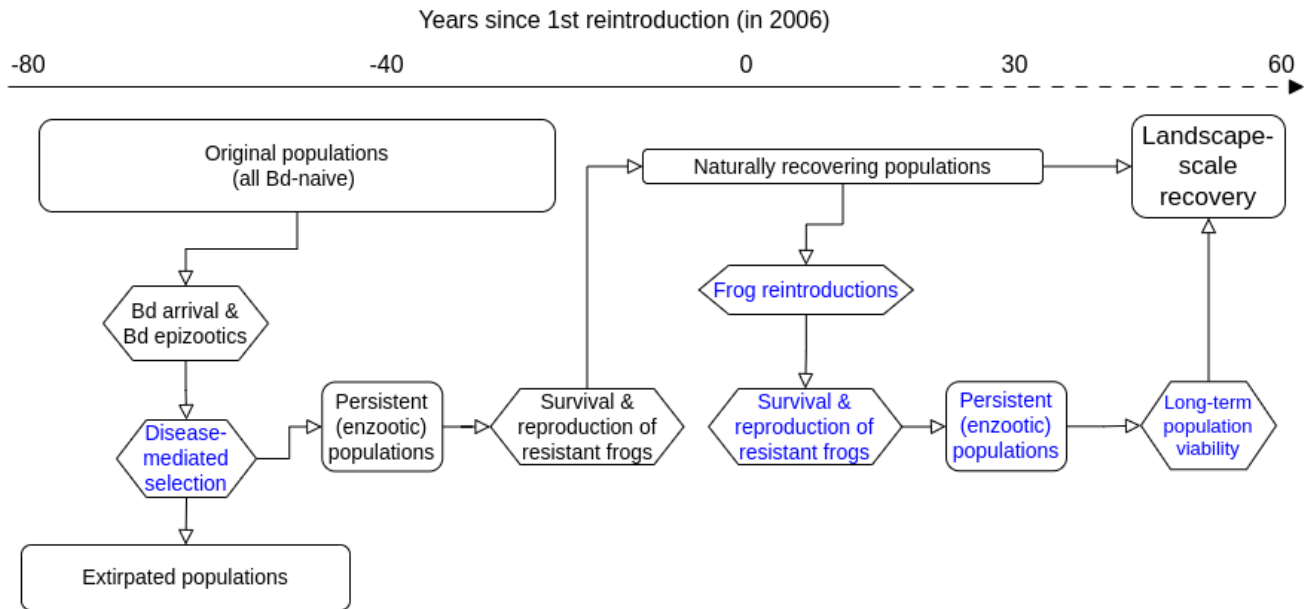 Years since 1st reintroduction (in 2006)
-80 -40 0 30 60
Original populations
(all Bd-naive)
Naturally recovering populations
Landscape-
scale
recovery
Frog reintroductions
Bd arrival &
Bd epizootics
Disease-
mediated
selection
Persistent
(enzootic)
populations
Survival &
reproduction of
resistant frogs
Survival &
reproduction of
resistant frogs
Persistent
(enzootic)
populations
Long-term
population
viability
Extirpated populations